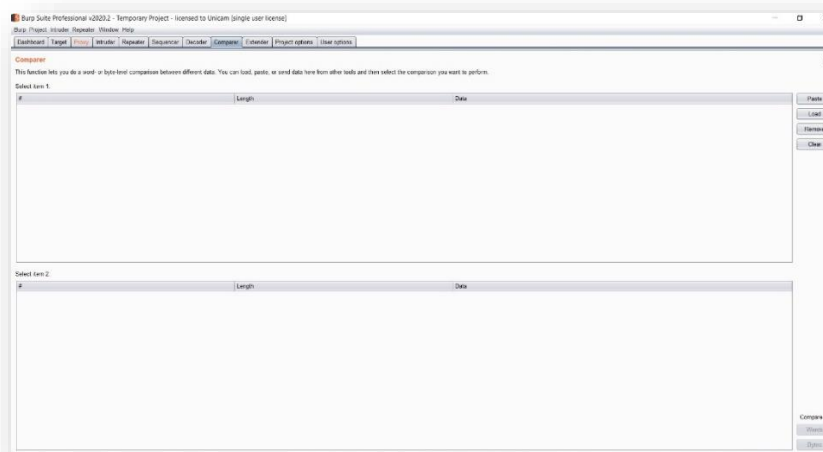 Burp Suite Professional v2020.2 - Temporary Project - licensed to Unicam [single user license]
Burp Project Intruder Repeater Window Help
Dashboard Target Proxy Intruder Repeater Sequencer Decoder Comparer Extender Project options User options
Comparer
This function lets you do a word- or byte-level comparison between different data. You can load, paste, or send data here from other tools and then select the comparison you want to perform.
Select item 1:
# Length Data
Paste
Load
Remove
Clear
Select item 2:
# Length Data
Compare
Words
Bytes